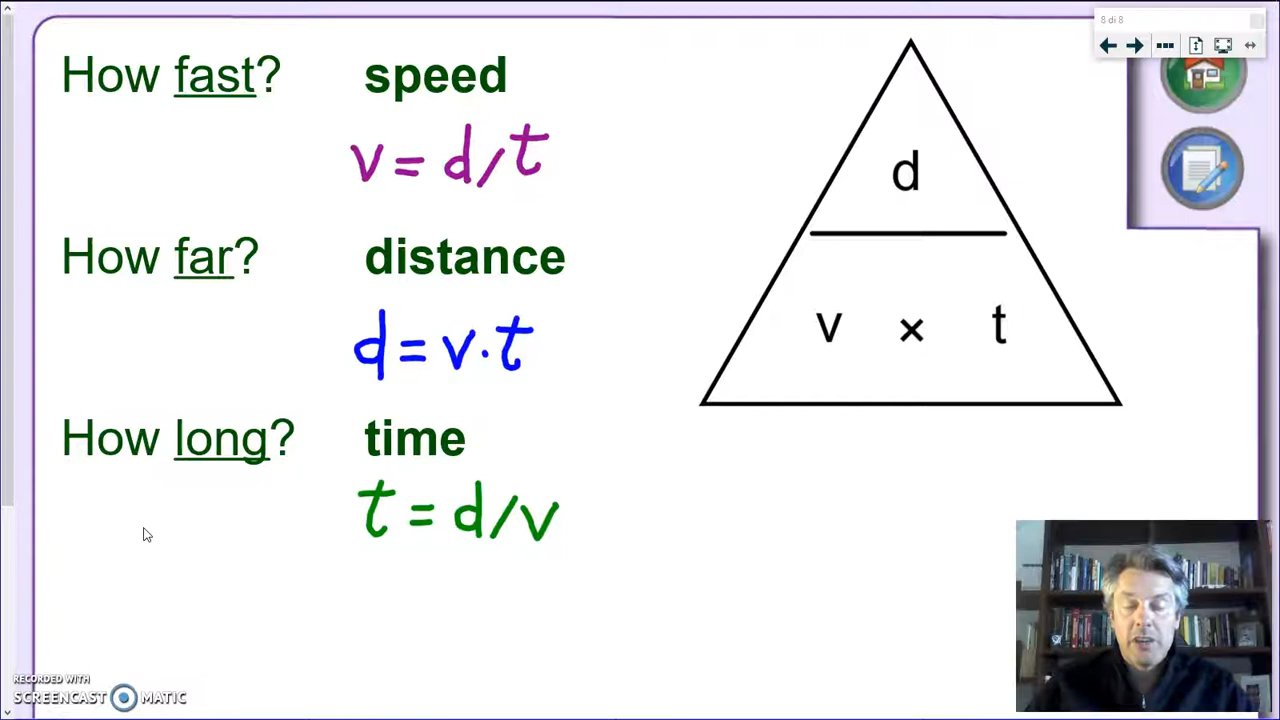 8 di 8
How fast? speed
v = d/t
How far? distance
d = v·t
How long? time
t = d/v
d
v × t
RECORDED WITH
SCREENCAST MATIC